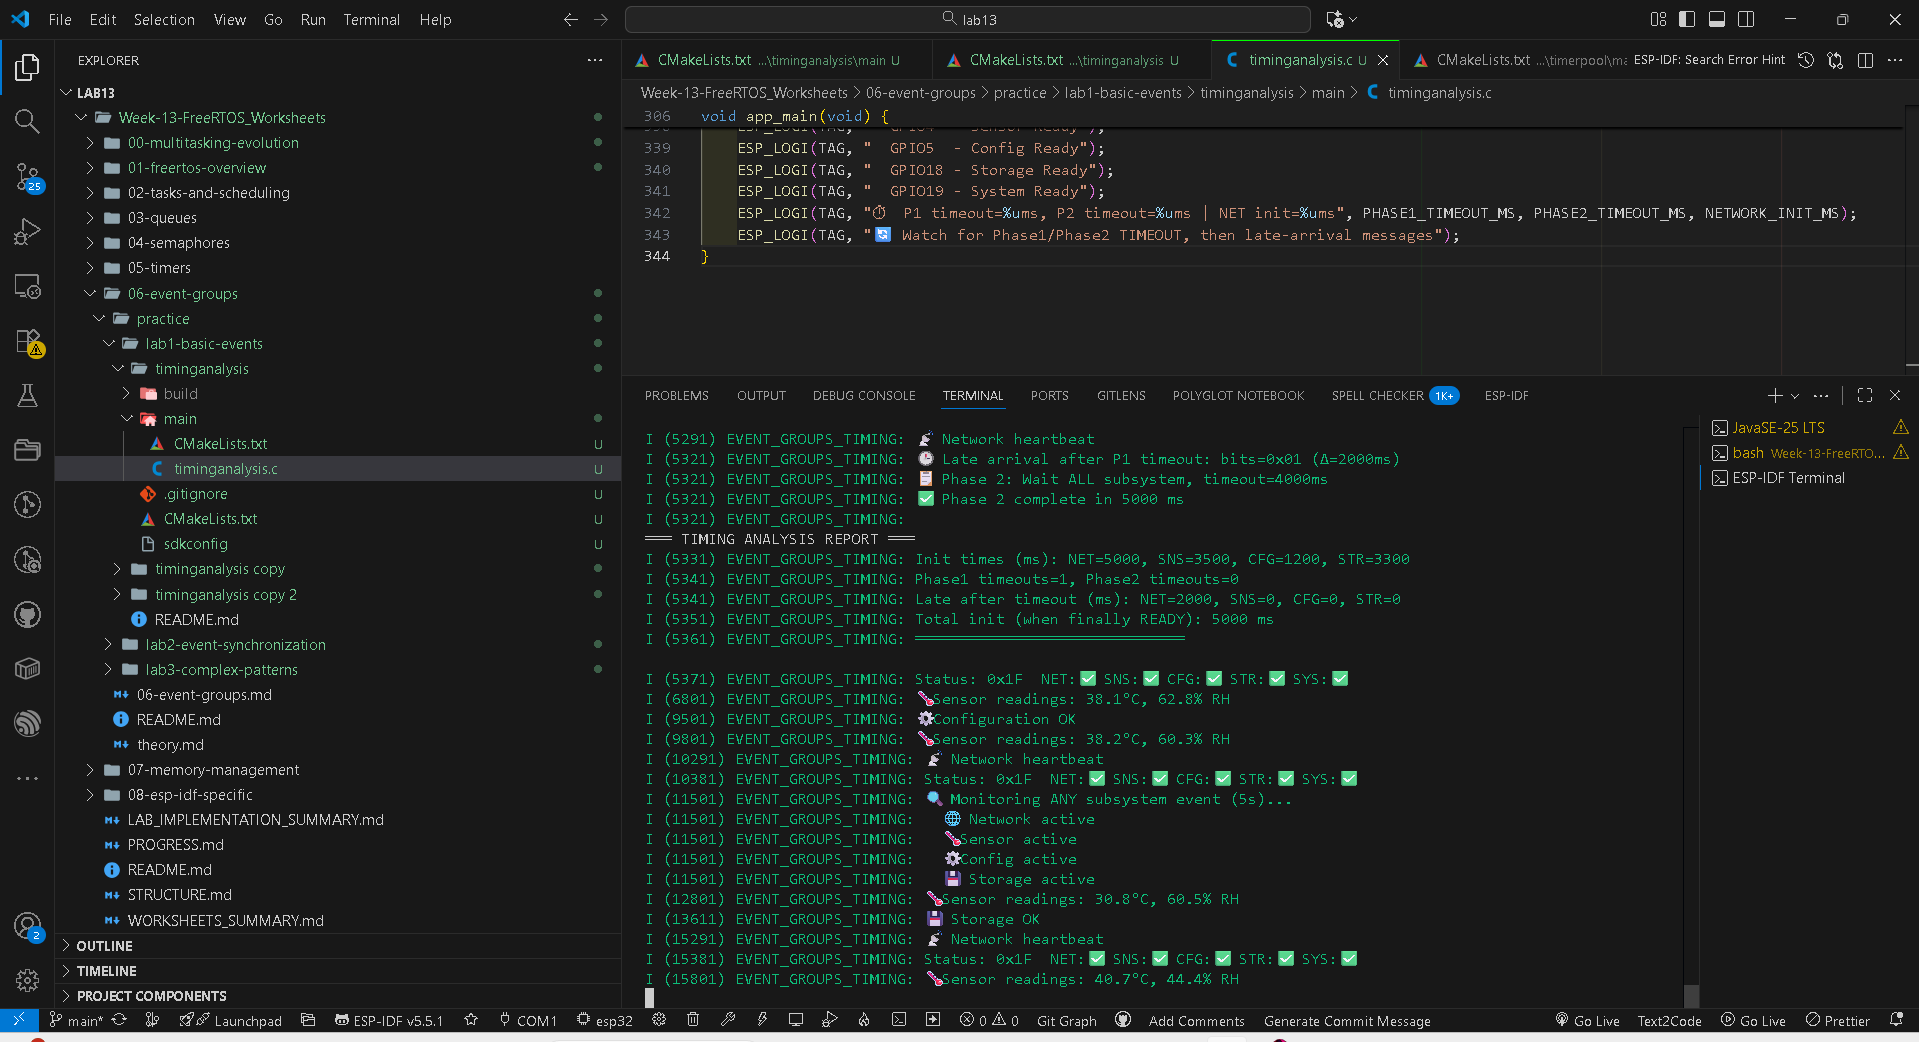 File Edit Selection View Go Run Terminal Help
lab13
EXPLORER
LAB13
Week-13-FreeRTOS_Worksheets
00-multitasking-evolution
01-freertos-overview
02-tasks-and-scheduling
03-queues
04-semaphores
05-timers
06-event-groups
practice
lab1-basic-events
timinganalysis
build
main
CMakeLists.txt U
timinganalysis.c U
.gitignore U
CMakeLists.txt U
sdkconfig U
timinganalysis copy
timinganalysis copy 2
README.md
lab2-event-synchronization
lab3-complex-patterns
06-event-groups.md
README.md
theory.md
07-memory-management
08-esp-idf-specific
LAB_IMPLEMENTATION_SUMMARY.md
PROGRESS.md
README.md
STRUCTURE.md
WORKSHEETS_SUMMARY.md
OUTLINE
TIMELINE
PROJECT COMPONENTS
25
2
CMakeLists.txt ...\timinganalysis\main U
CMakeLists.txt ...\timinganalysis U
timinganalysis.c U
CMakeLists.txt ...\timerpool\ma
ESP-IDF: Search Error Hint
Week-13-FreeRTOS_Worksheets > 06-event-groups > practice > lab1-basic-events > timinganalysis > main > timinganalysis.c
306 void app_main(void) {
339 ESP_LOGI(TAG, "  GPIO5  - Config Ready");
340 ESP_LOGI(TAG, "  GPIO18 - Storage Ready");
341 ESP_LOGI(TAG, "  GPIO19 - System Ready");
342 ESP_LOGI(TAG, "⏱ P1 timeout=%ums, P2 timeout=%ums | NET init=%ums", PHASE1_TIMEOUT_MS, PHASE2_TIMEOUT_MS, NETWORK_INIT_MS);
343 ESP_LOGI(TAG, "🔄 Watch for Phase1/Phase2 TIMEOUT, then late-arrival messages");
344 }
PROBLEMS OUTPUT DEBUG CONSOLE TERMINAL PORTS GITLENS POLYGLOT NOTEBOOK SPELL CHECKER 1K+ ESP-IDF
I (5291) EVENT_GROUPS_TIMING: 📡 Network heartbeat
I (5321) EVENT_GROUPS_TIMING: 🕒 Late arrival after P1 timeout: bits=0x01 (Δ=2000ms)
I (5321) EVENT_GROUPS_TIMING: 📋 Phase 2: Wait ALL subsystem, timeout=4000ms
I (5321) EVENT_GROUPS_TIMING: ✅ Phase 2 complete in 5000 ms
I (5321) EVENT_GROUPS_TIMING:
═══ TIMING ANALYSIS REPORT ═══
I (5331) EVENT_GROUPS_TIMING: Init times (ms): NET=5000, SNS=3500, CFG=1200, STR=3300
I (5341) EVENT_GROUPS_TIMING: Phase1 timeouts=1, Phase2 timeouts=0
I (5341) EVENT_GROUPS_TIMING: Late after timeout (ms): NET=2000, SNS=0, CFG=0, STR=0
I (5351) EVENT_GROUPS_TIMING: Total init (when finally READY): 5000 ms
I (5361) EVENT_GROUPS_TIMING: ══════════════════════════════
I (5371) EVENT_GROUPS_TIMING: Status: 0x1F  NET:✅ SNS:✅ CFG:✅ STR:✅ SYS:✅
I (6801) EVENT_GROUPS_TIMING: 🌡️Sensor readings: 38.1°C, 62.8% RH
I (9501) EVENT_GROUPS_TIMING: ⚙️Configuration OK
I (9801) EVENT_GROUPS_TIMING: 🌡️Sensor readings: 38.2°C, 60.3% RH
I (10291) EVENT_GROUPS_TIMING: 📡 Network heartbeat
I (10381) EVENT_GROUPS_TIMING: Status: 0x1F  NET:✅ SNS:✅ CFG:✅ STR:✅ SYS:✅
I (11501) EVENT_GROUPS_TIMING: 🔍 Monitoring ANY subsystem event (5s)...
I (11501) EVENT_GROUPS_TIMING:   🌐 Network active
I (11501) EVENT_GROUPS_TIMING:   🌡️Sensor active
I (11501) EVENT_GROUPS_TIMING:   ⚙️Config active
I (11501) EVENT_GROUPS_TIMING:   💾 Storage active
I (12801) EVENT_GROUPS_TIMING: 🌡️Sensor readings: 30.8°C, 60.5% RH
I (13611) EVENT_GROUPS_TIMING: 💾 Storage OK
I (15291) EVENT_GROUPS_TIMING: 📡 Network heartbeat
I (15381) EVENT_GROUPS_TIMING: Status: 0x1F  NET:✅ SNS:✅ CFG:✅ STR:✅ SYS:✅
I (15801) EVENT_GROUPS_TIMING: 🌡️Sensor readings: 40.7°C, 44.4% RH
JavaSE-25 LTS
bash Week-13-FreeRTO...
ESP-IDF Terminal
main* Launchpad ESP-IDF v5.5.1 COM1 esp32 0 0 Git Graph Add Comments Generate Commit Message Go Live Text2Code Go Live Prettier